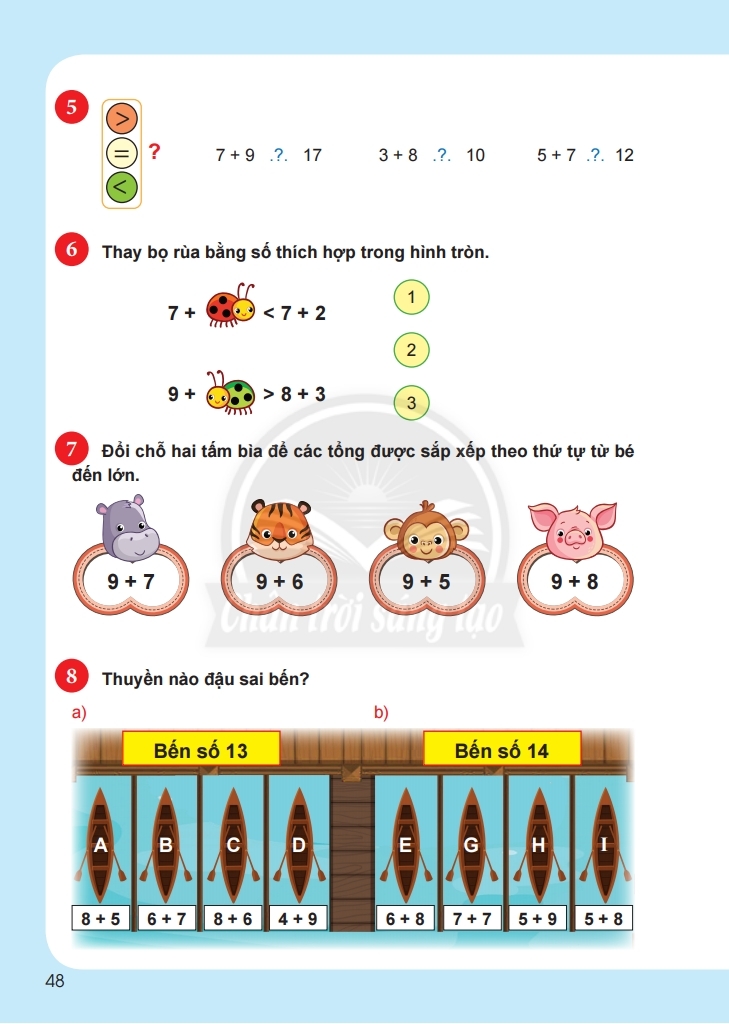 5
>
=
<
?
7 + 9 .?. 17
3 + 8 .?. 10
5 + 7 .?. 12
6 Thay bọ rùa bằng số thích hợp trong hình tròn.
7 + < 7 + 2
9 + > 8 + 3
1
2
3
7 Đổi chỗ hai tấm bìa để các tổng được sắp xếp theo thứ tự từ bé
đến lớn.
9 + 7
9 + 6
9 + 5
9 + 8
Chân trời sáng tạo
8 Thuyền nào đậu sai bến?
a)
Bến số 13
A B C D
8 + 5 6 + 7 8 + 6 4 + 9
b)
Bến số 14
E G H I
6 + 8 7 + 7 5 + 9 5 + 8
48